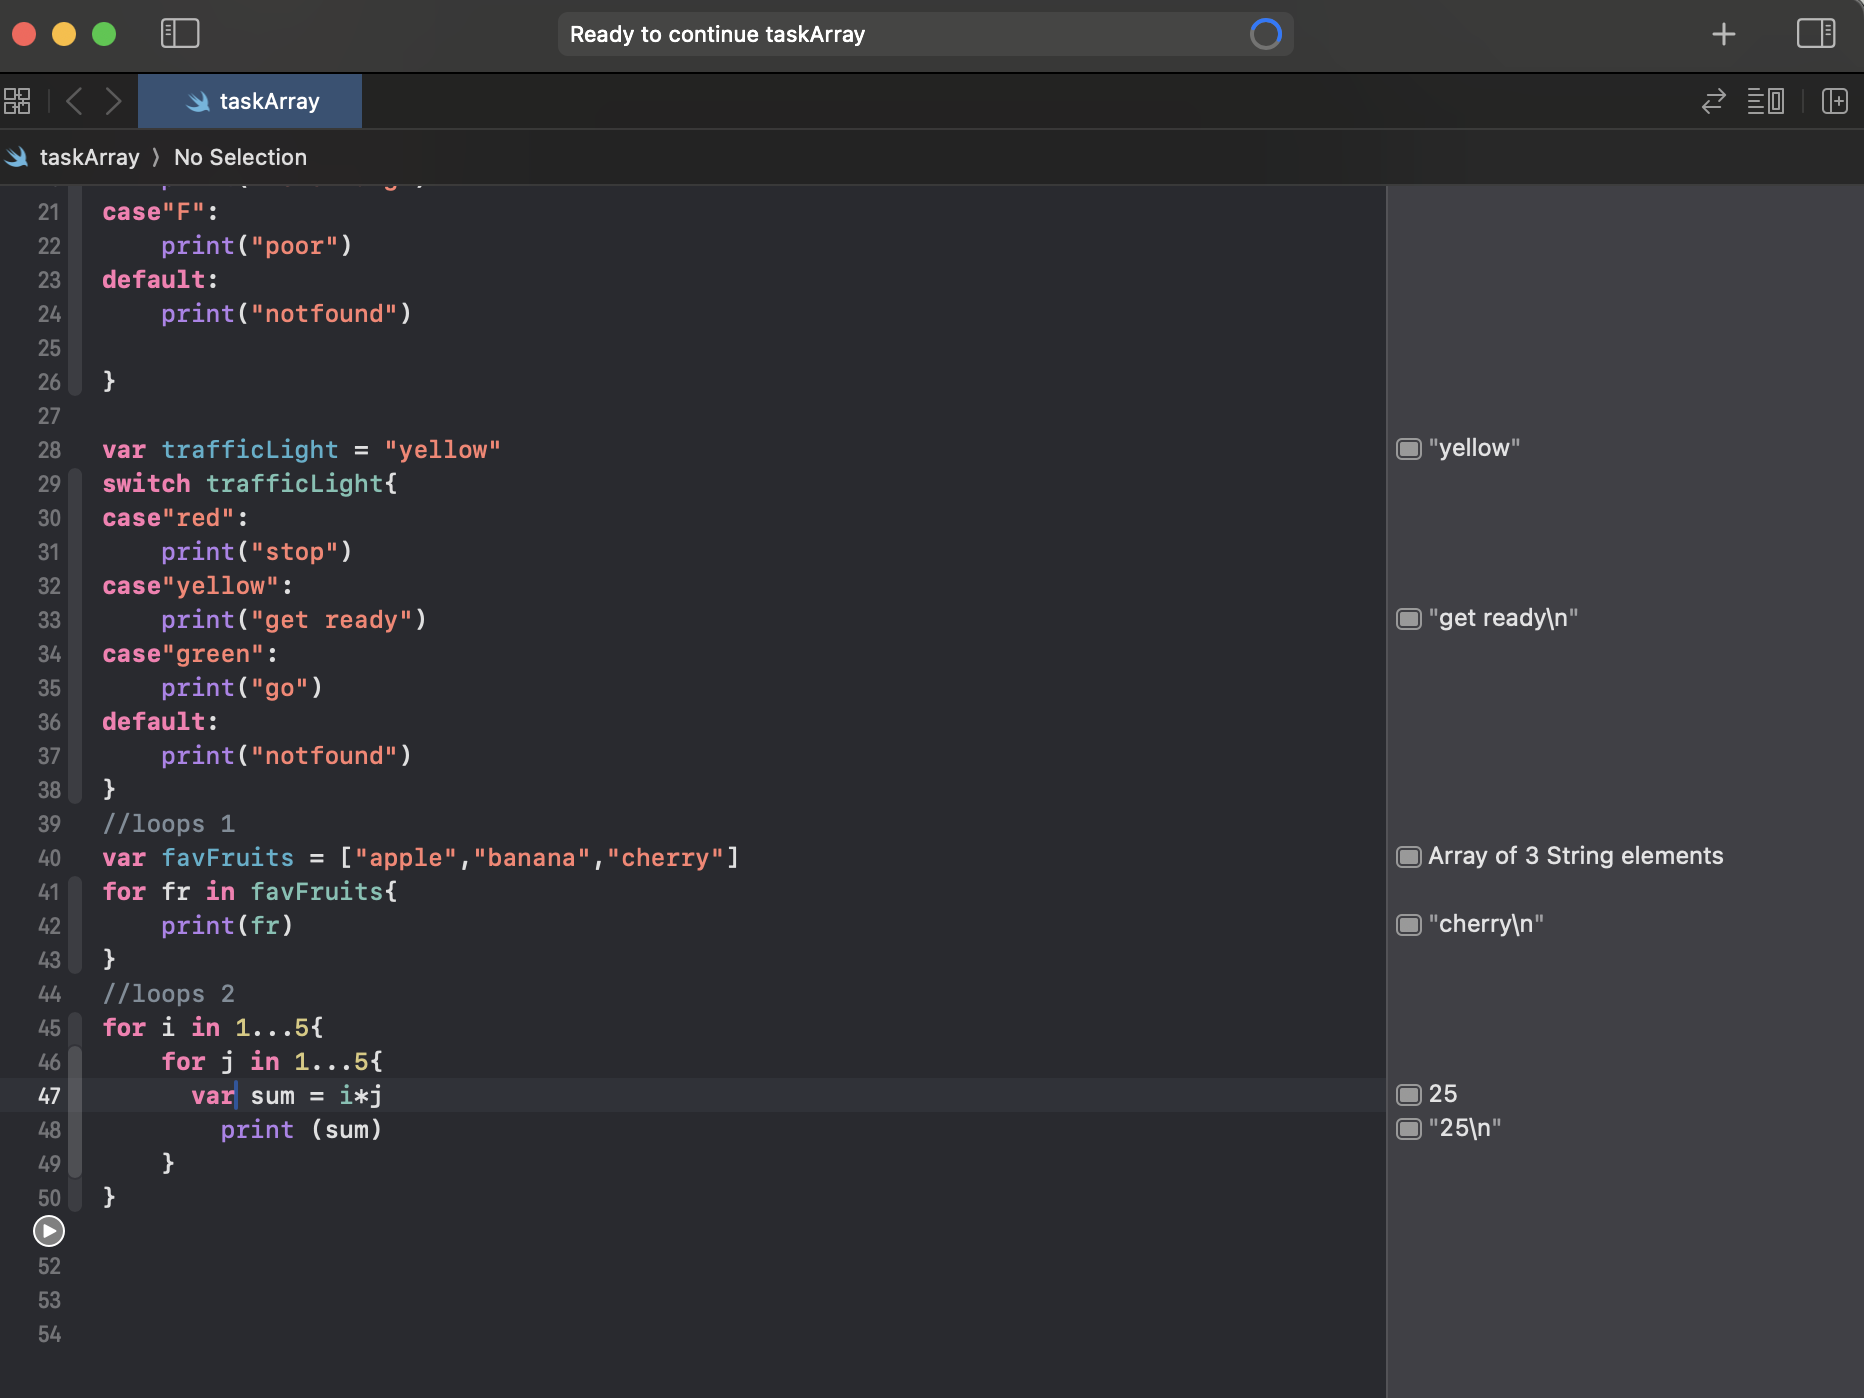 Ready to continue taskArray
taskArray
taskArray 〉 No Selection
21 case"F":
22 print("poor")
23 default:
24 print("notfound")
25
26 }
27
28 var trafficLight = "yellow" "yellow"
29 switch trafficLight{
30 case"red":
31 print("stop")
32 case"yellow":
33 print("get ready") "get ready\n"
34 case"green":
35 print("go")
36 default:
37 print("notfound")
38 }
39 //loops 1
40 var favFruits = ["apple","banana","cherry"] Array of 3 String elements
41 for fr in favFruits{
42 print(fr) "cherry\n"
43 }
44 //loops 2
45 for i in 1...5{
46 for j in 1...5{
47 var sum = i*j 25
48 print (sum) "25\n"
49 }
50 }
52
53
54